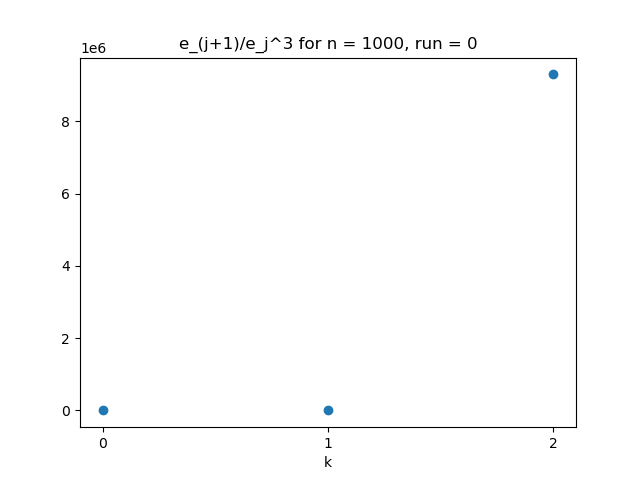 e_(j+1)/e_j^3 for n = 1000, run = 0
1e6
8
6
4
2
0
0 1 2
k